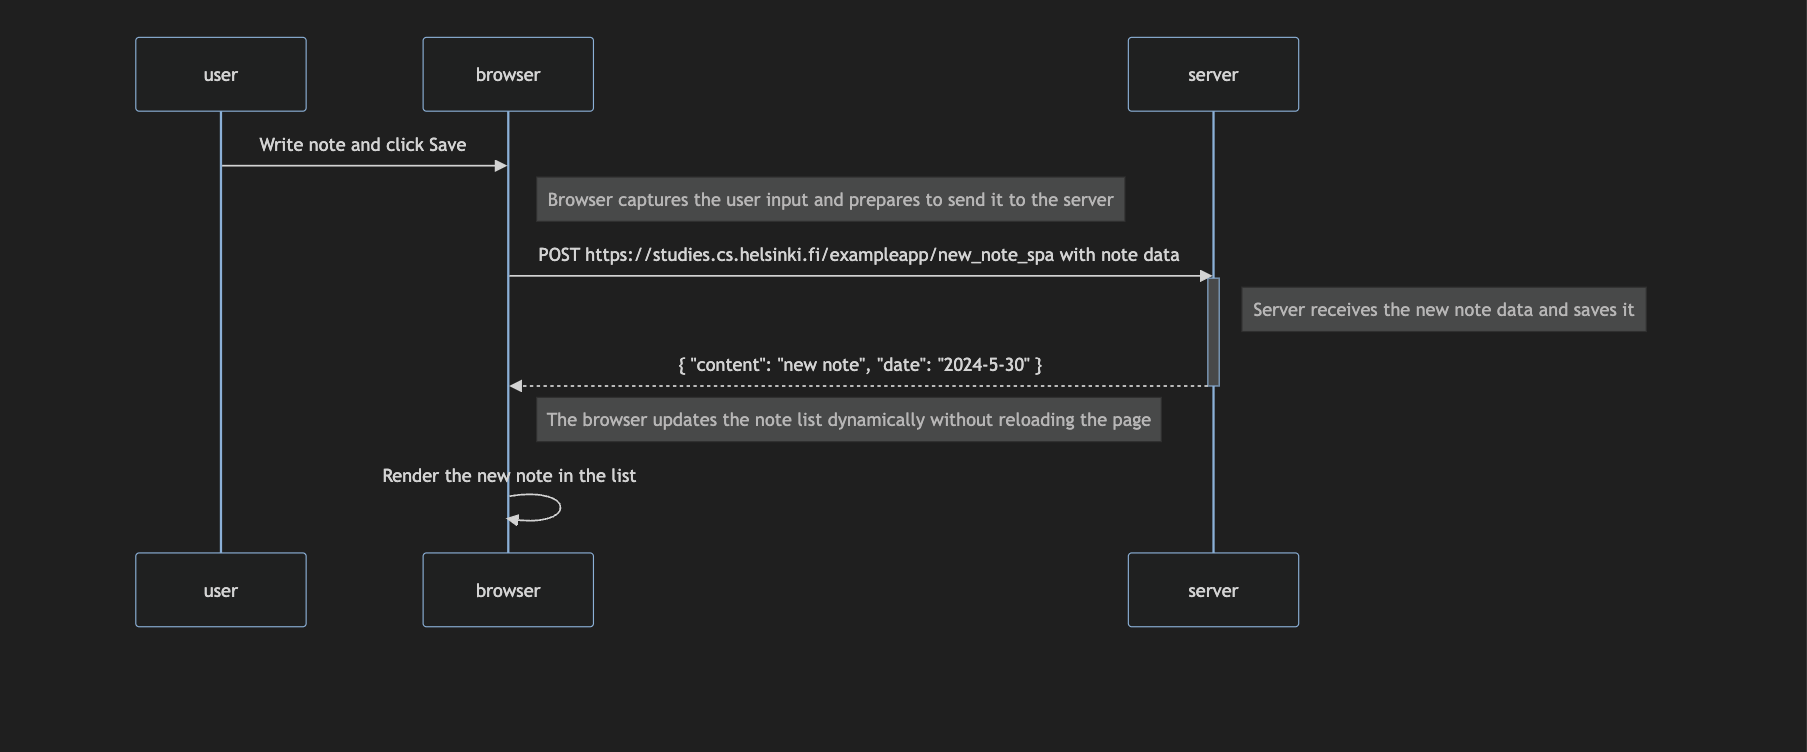 user
browser
server
Write note and click Save
Browser captures the user input and prepares to send it to the server
POST https://studies.cs.helsinki.fi/exampleapp/new_note_spa with note data
Server receives the new note data and saves it
{ "content": "new note", "date": "2024-5-30" }
The browser updates the note list dynamically without reloading the page
Render the new note in the list
user
browser
server